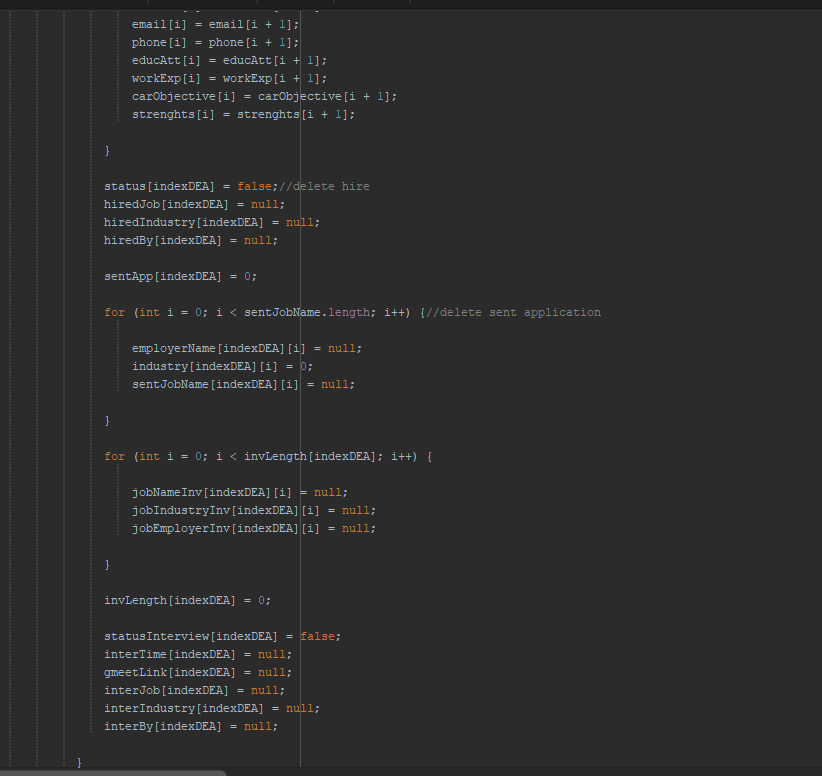 email[i] = email[i + 1];
phone[i] = phone[i + 1];
educAtt[i] = educAtt[i + 1];
workExp[i] = workExp[i + 1];
carObjective[i] = carObjective[i + 1];
strenghts[i] = strenghts[i + 1];
}
status[indexDEA] = false;//delete hire
hiredJob[indexDEA] = null;
hiredIndustry[indexDEA] = null;
hiredBy[indexDEA] = null;
sentApp[indexDEA] = 0;
for (int i = 0; i < sentJobName.length; i++) {//delete sent application
employerName[indexDEA][i] = null;
industry[indexDEA][i] = 0;
sentJobName[indexDEA][i] = null;
}
for (int i = 0; i < invLength[indexDEA]; i++) {
jobNameInv[indexDEA][i] = null;
jobIndustryInv[indexDEA][i] = null;
jobEmployerInv[indexDEA][i] = null;
}
invLength[indexDEA] = 0;
statusInterview[indexDEA] = false;
interTime[indexDEA] = null;
gmeetLink[indexDEA] = null;
interJob[indexDEA] = null;
interIndustry[indexDEA] = null;
interBy[indexDEA] = null;
}